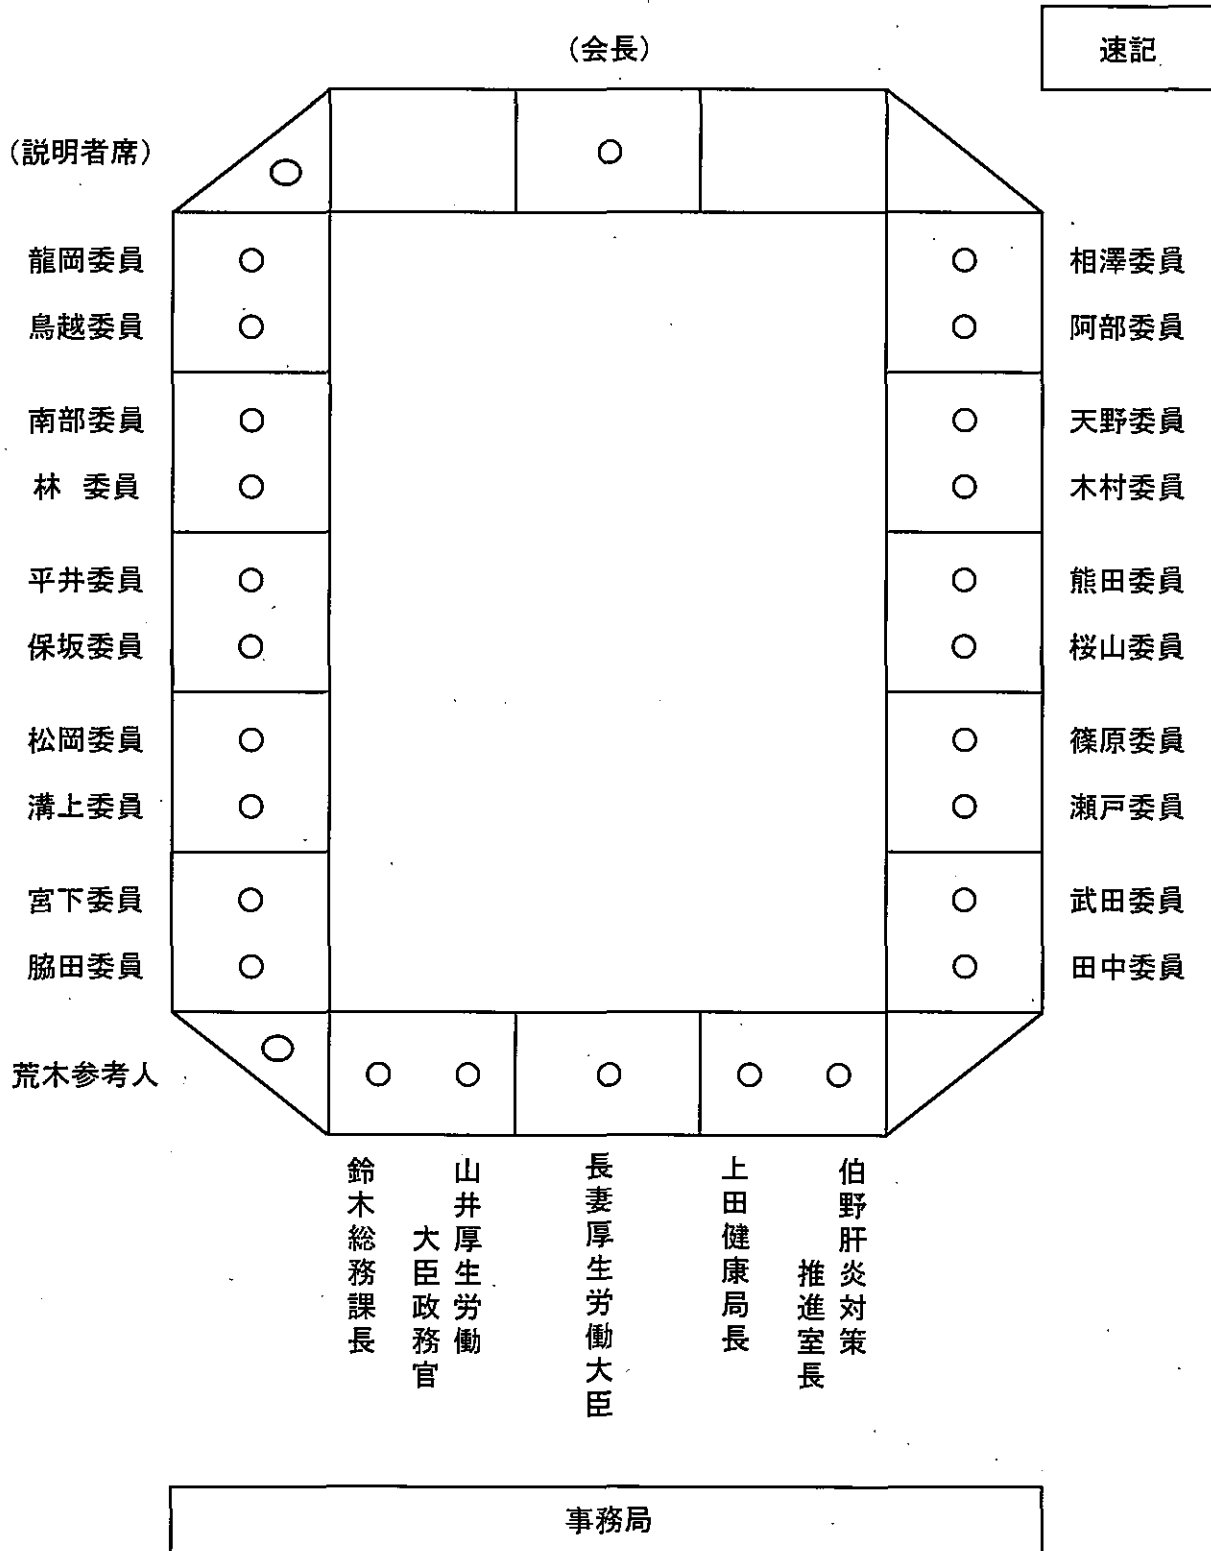 (会長)
速記
(説明者席)
龍岡委員
相澤委員
鳥越委員
阿部委員
南部委員
天野委員
林 委員
木村委員
平井委員
熊田委員
保坂委員
桜山委員
松岡委員
篠原委員
溝上委員
瀬戸委員
宮下委員
武田委員
脇田委員
田中委員
荒木参考人
鈴木総務課長
山井厚生労働
大臣政務官
長妻厚生労働大臣
上田健康局長
伯野肝炎対策
推進室長
事務局